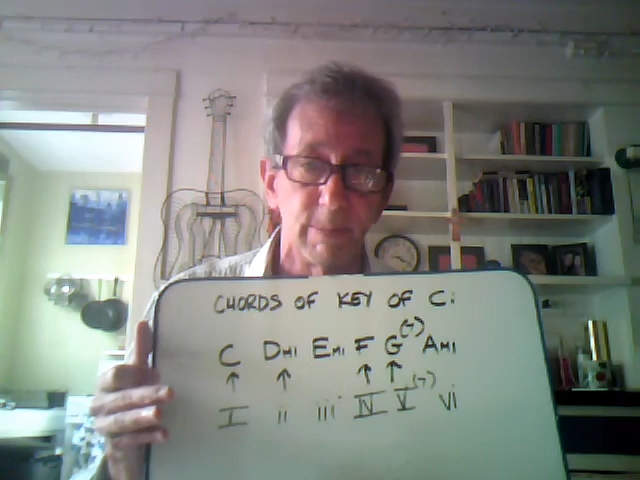 CHORDS OF KEY OF C:
C DMI EMI F G(7) AMI
↑ ↑ ↑ ↑
I ii iii IV V(7) vi